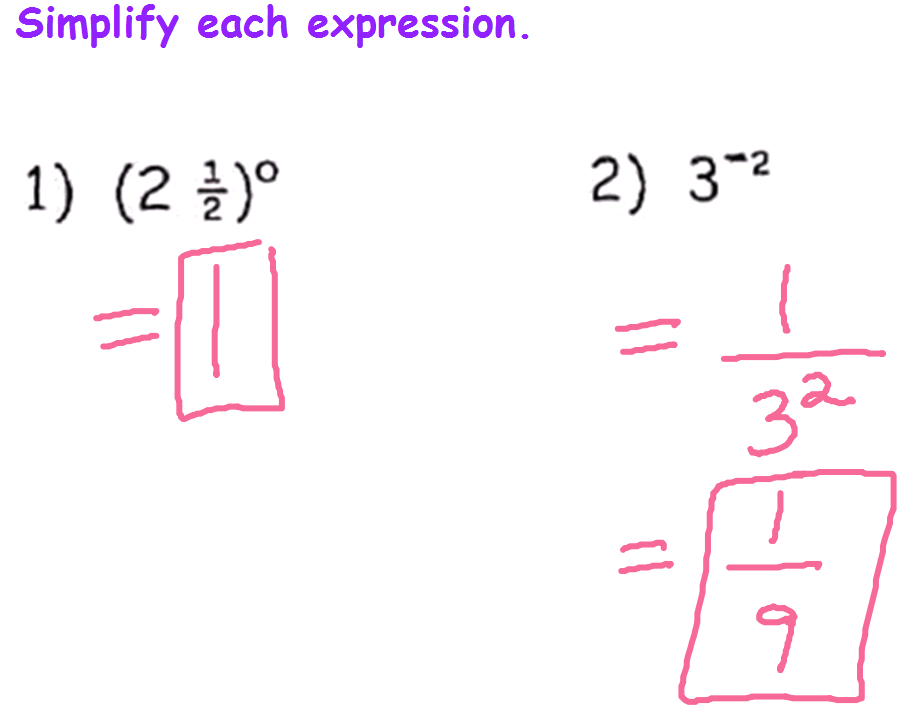 Simplify each expression.
1) (2 1/2)⁰
= 1
2) 3⁻²
= 1/3²
= 1/9